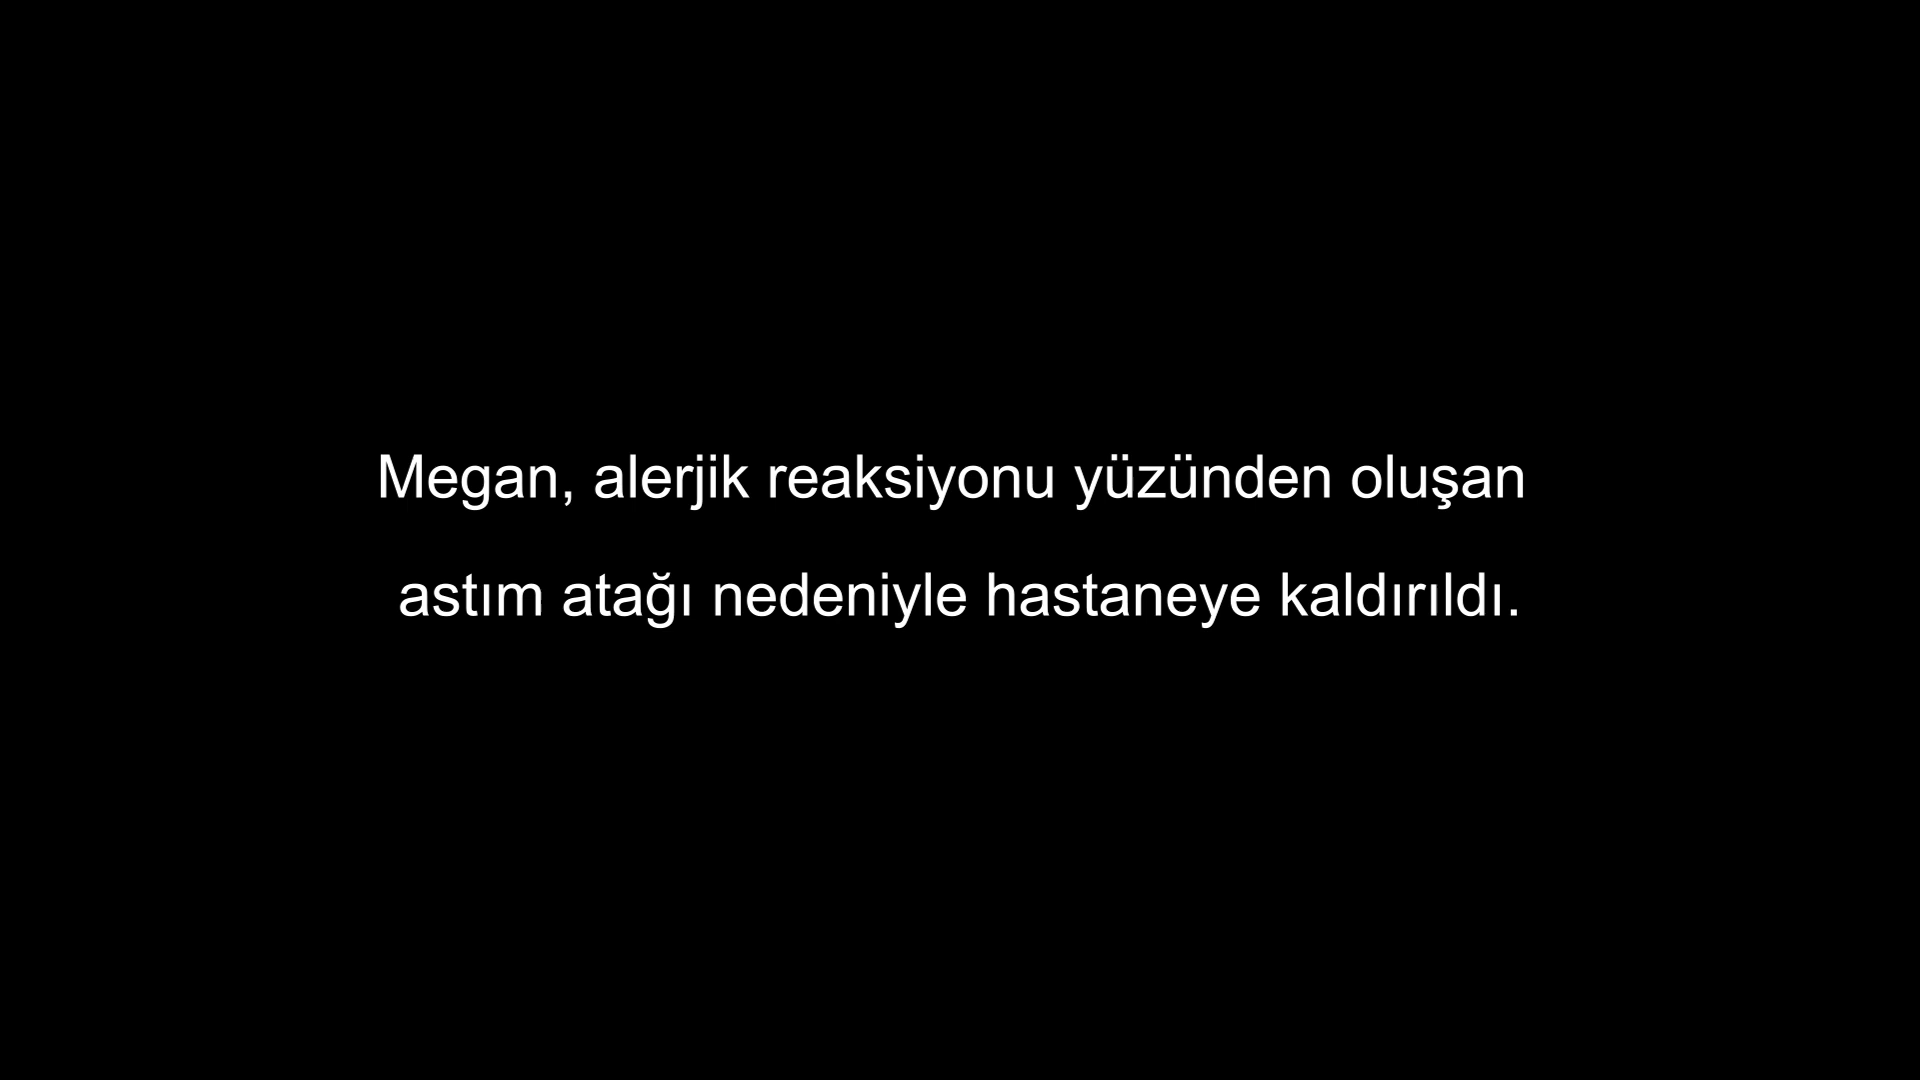 Megan, alerjik reaksiyonu yüzünden oluşan
astım atağı nedeniyle hastaneye kaldırıldı.